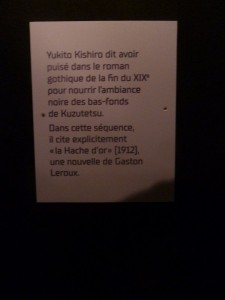 Yukito Kishiro dit avoir
puisé dans le roman
gothique de la fin du XIXᵉ
pour nourrir l'ambiance
noire des bas-fonds
de Kuzutetsu.
Dans cette séquence,
il cite explicitement
«la Hache d'or» [1912],
une nouvelle de Gaston
Leroux.